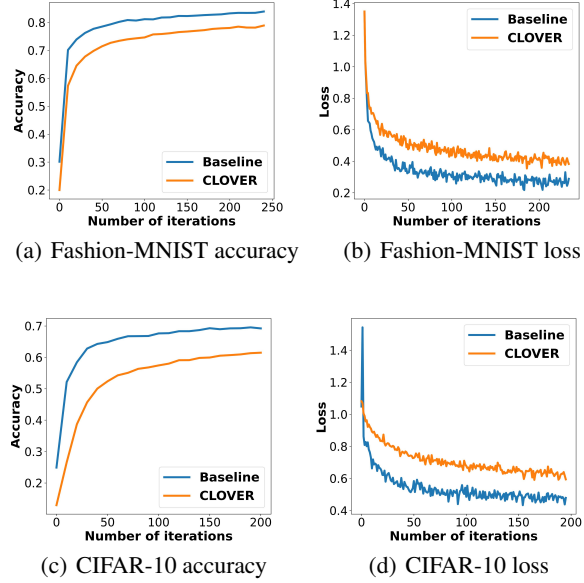 0.8
0.7
0.6
0.5
0.4
0.3
0.2
Accuracy
Baseline
CLOVER
0 50 100 150 200 250
Number of iterations
(a) Fashion-MNIST accuracy
1.4
1.2
1.0
0.8
0.6
0.4
0.2
Loss
Baseline
CLOVER
0 50 100 150 200
Number of iterations
(b) Fashion-MNIST loss
0.7
0.6
0.5
0.4
0.3
0.2
Accuracy
Baseline
CLOVER
0 50 100 150 200
Number of iterations
(c) CIFAR-10 accuracy
1.4
1.2
1.0
0.8
0.6
0.4
Loss
Baseline
CLOVER
0 50 100 150 200
Number of iterations
(d) CIFAR-10 loss